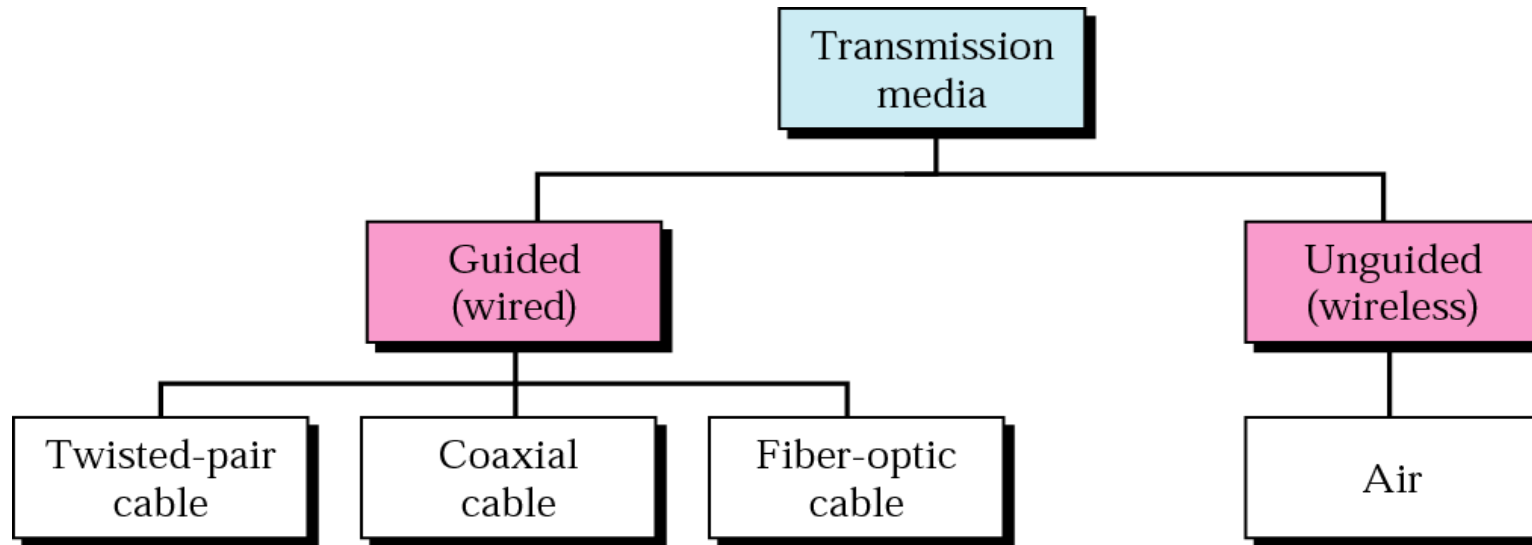 Transmission
media
Guided
(wired)
Unguided
(wireless)
Twisted-pair
cable
Coaxial
cable
Fiber-optic
cable
Air